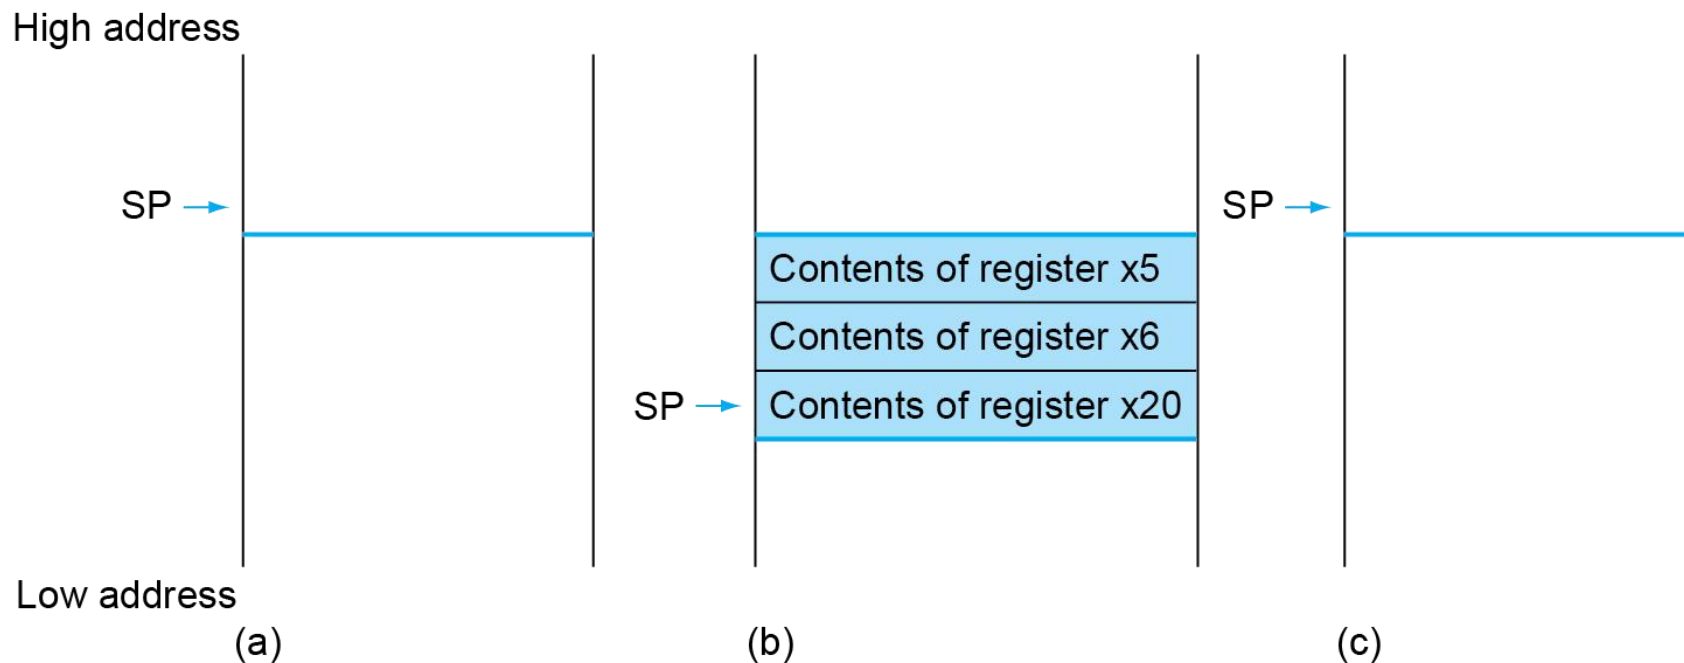 High address
SP
SP
Contents of register x5
Contents of register x6
SP
Contents of register x20
Low address
(a)
(b)
(c)